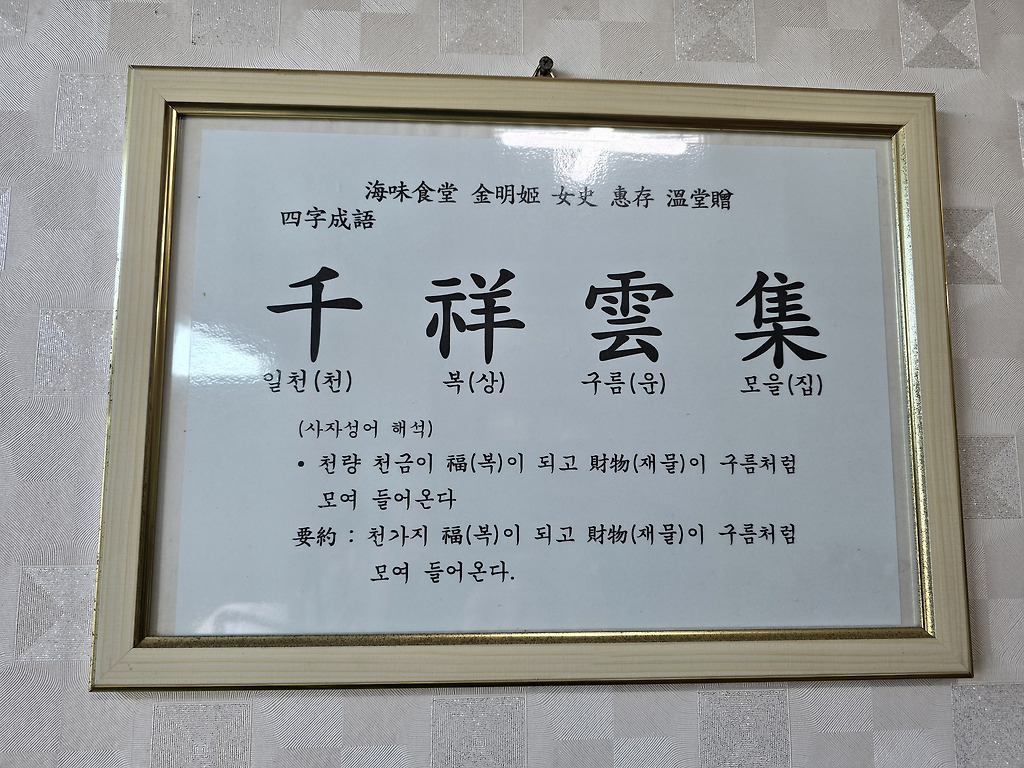 海味食堂 金明姬 女史 惠存 溫堂贈
四字成語
千 祥 雲 集
일천(천) 복(상) 구름(운) 모을(집)
(사자성어 해석)
• 천량 천금이 福(복)이 되고 財物(재물)이 구름처럼
모여 들어온다
要約 : 천가지 福(복)이 되고 財物(재물)이 구름처럼
모여 들어온다.